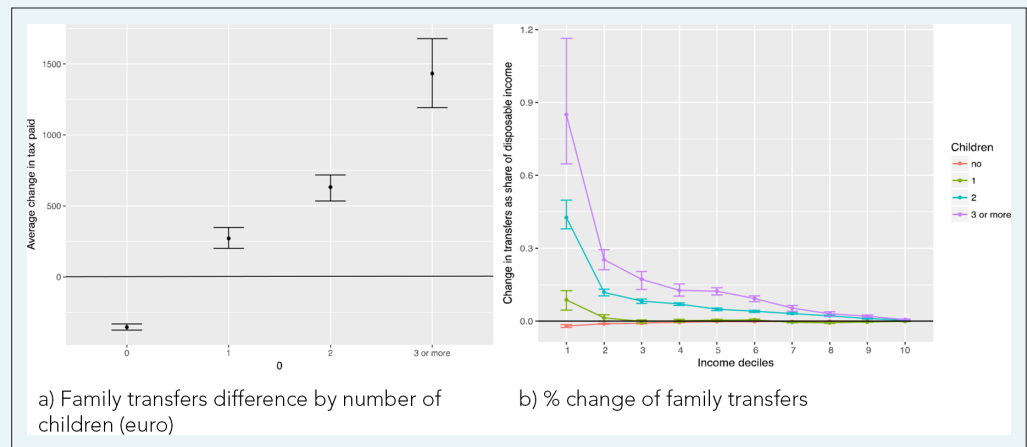 Average change in tax paid
1500
1000
500
0
0 1 2 3 or more
0
a) Family transfers difference by number of
children (euro)
Change in transfers as share of disposable income
1.2
0.9
0.6
0.3
0.0
1 2 3 4 5 6 7 8 9 10
Income deciles
Children
no
1
2
3 or more
b) % change of family transfers